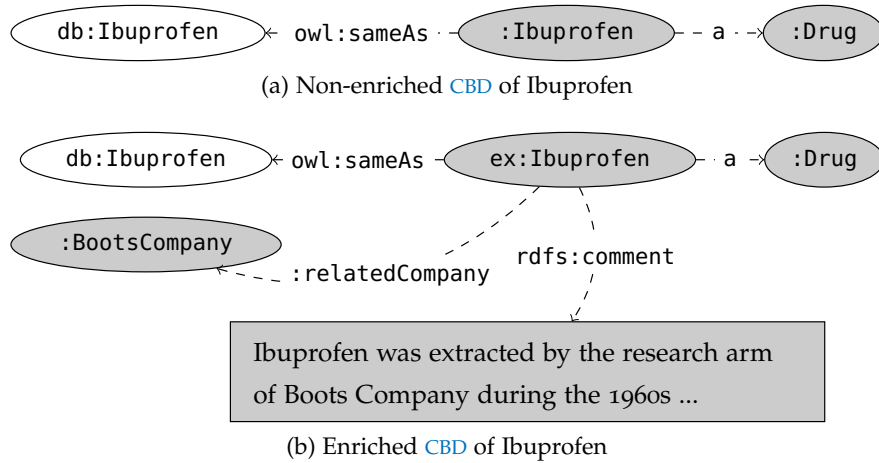 db:Ibuprofen owl:sameAs :Ibuprofen a :Drug
(a) Non-enriched CBD of Ibuprofen
db:Ibuprofen owl:sameAs ex:Ibuprofen a :Drug
:BootsCompany
:relatedCompany rdfs:comment
Ibuprofen was extracted by the research arm
of Boots Company during the 1960s ...
(b) Enriched CBD of Ibuprofen